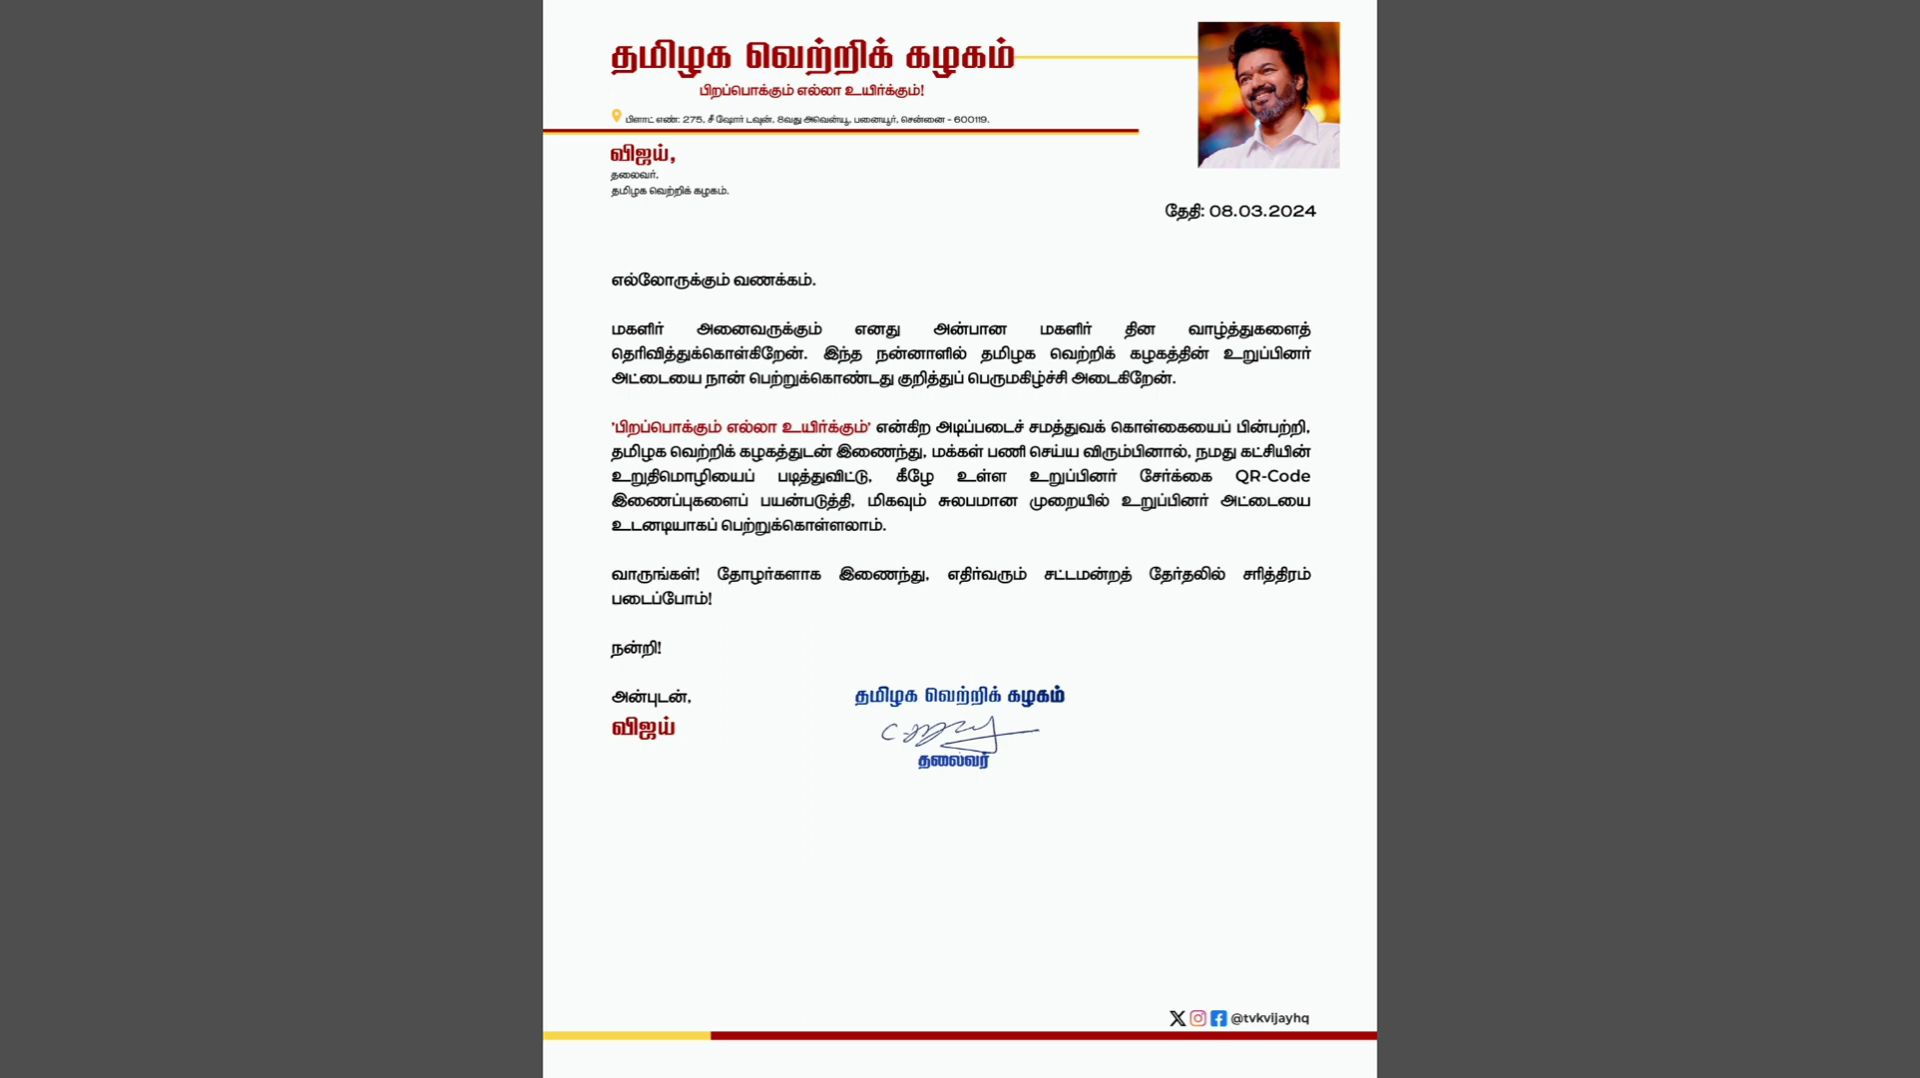 தமிழக வெற்றிக் கழகம்
பிறப்பொக்கும் எல்லா உயிர்க்கும்!
பிளாட் எண்: 275, சீ ஷோர் டவுன், 8வது அவென்யூ, பனையூர், சென்னை - 600119.
விஜய்,
தலைவர்,
தமிழக வெற்றிக் கழகம்.
தேதி: 08.03.2024
எல்லோருக்கும் வணக்கம்.
மகளிர் அனைவருக்கும் எனது அன்பான மகளிர் தின வாழ்த்துகளைத்
தெரிவித்துக்கொள்கிறேன். இந்த நன்னாளில் தமிழக வெற்றிக் கழகத்தின் உறுப்பினர்
அட்டையை நான் பெற்றுக்கொண்டது குறித்துப் பெருமகிழ்ச்சி அடைகிறேன்.
'பிறப்பொக்கும் எல்லா உயிர்க்கும்' என்கிற அடிப்படைச் சமத்துவக் கொள்கையைப் பின்பற்றி,
தமிழக வெற்றிக் கழகத்துடன் இணைந்து, மக்கள் பணி செய்ய விரும்பினால், நமது கட்சியின்
உறுதிமொழியைப் படித்துவிட்டு, கீழே உள்ள உறுப்பினர் சேர்க்கை QR-Code
இணைப்புகளைப் பயன்படுத்தி, மிகவும் சுலபமான முறையில் உறுப்பினர் அட்டையை
உடனடியாகப் பெற்றுக்கொள்ளலாம்.
வாருங்கள்! தோழர்களாக இணைந்து, எதிர்வரும் சட்டமன்றத் தேர்தலில் சரித்திரம்
படைப்போம்!
நன்றி!
அன்புடன்,
விஜய்
தமிழக வெற்றிக் கழகம்
தலைவர்
@tvkvijayhq